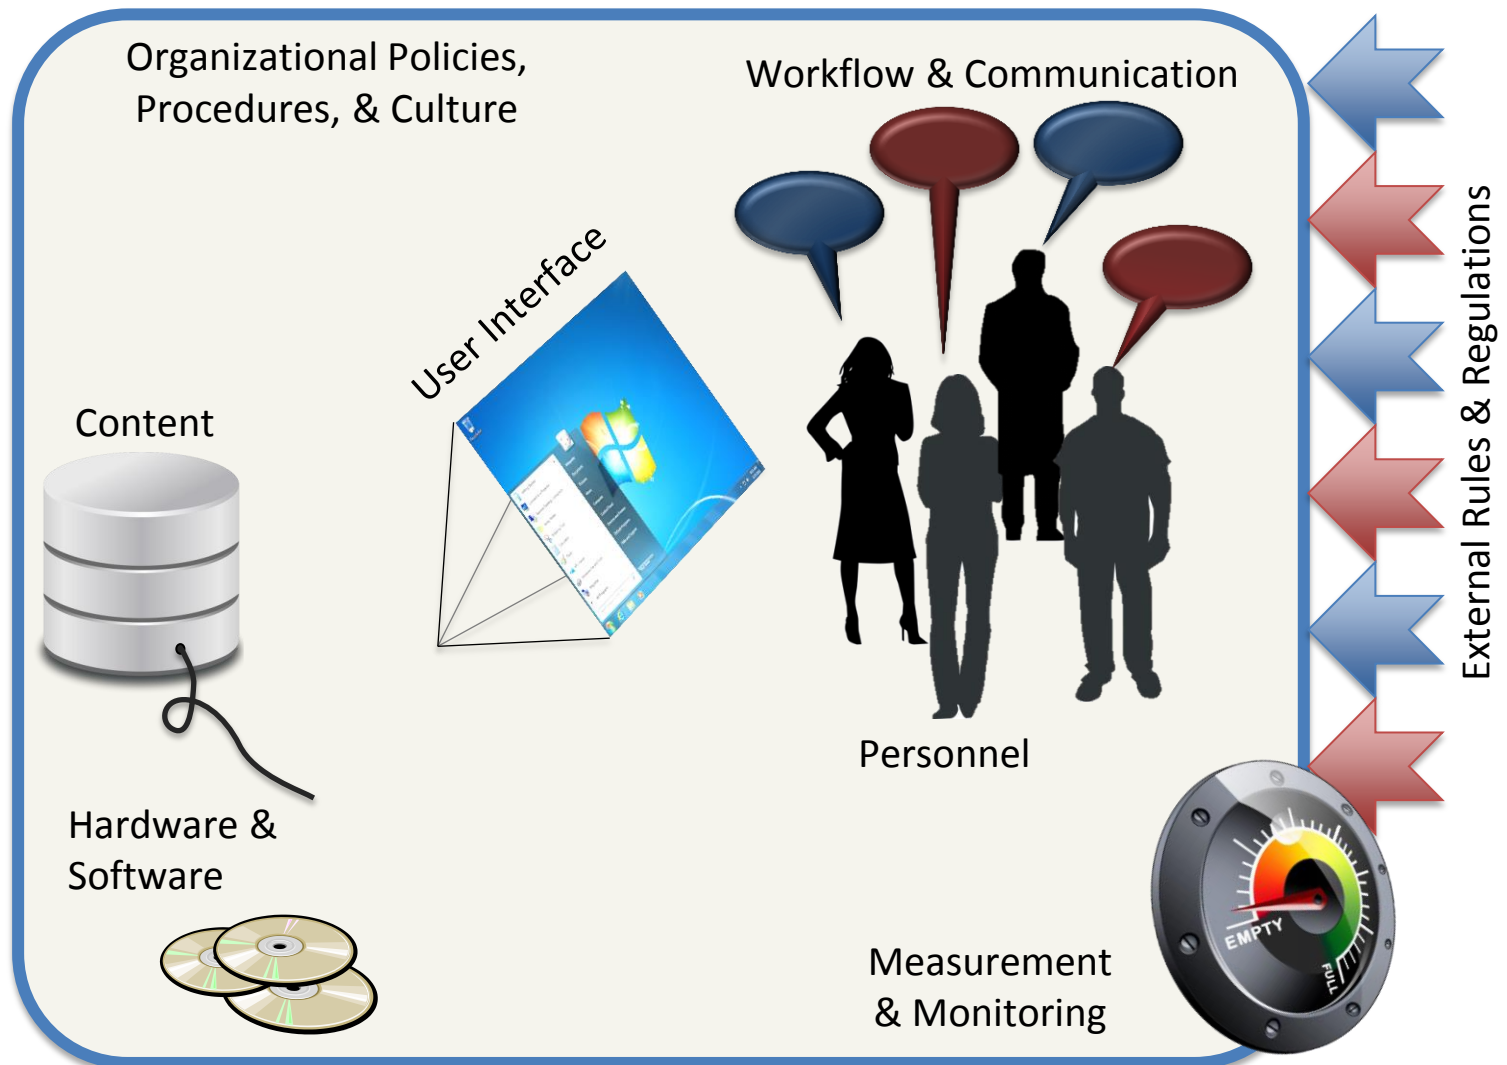 Organizational Policies,
Procedures, & Culture
Workflow & Communication
User Interface
Content
External Rules & Regulations
Personnel
Hardware &
Software
EMPTY
FULL
Measurement
& Monitoring